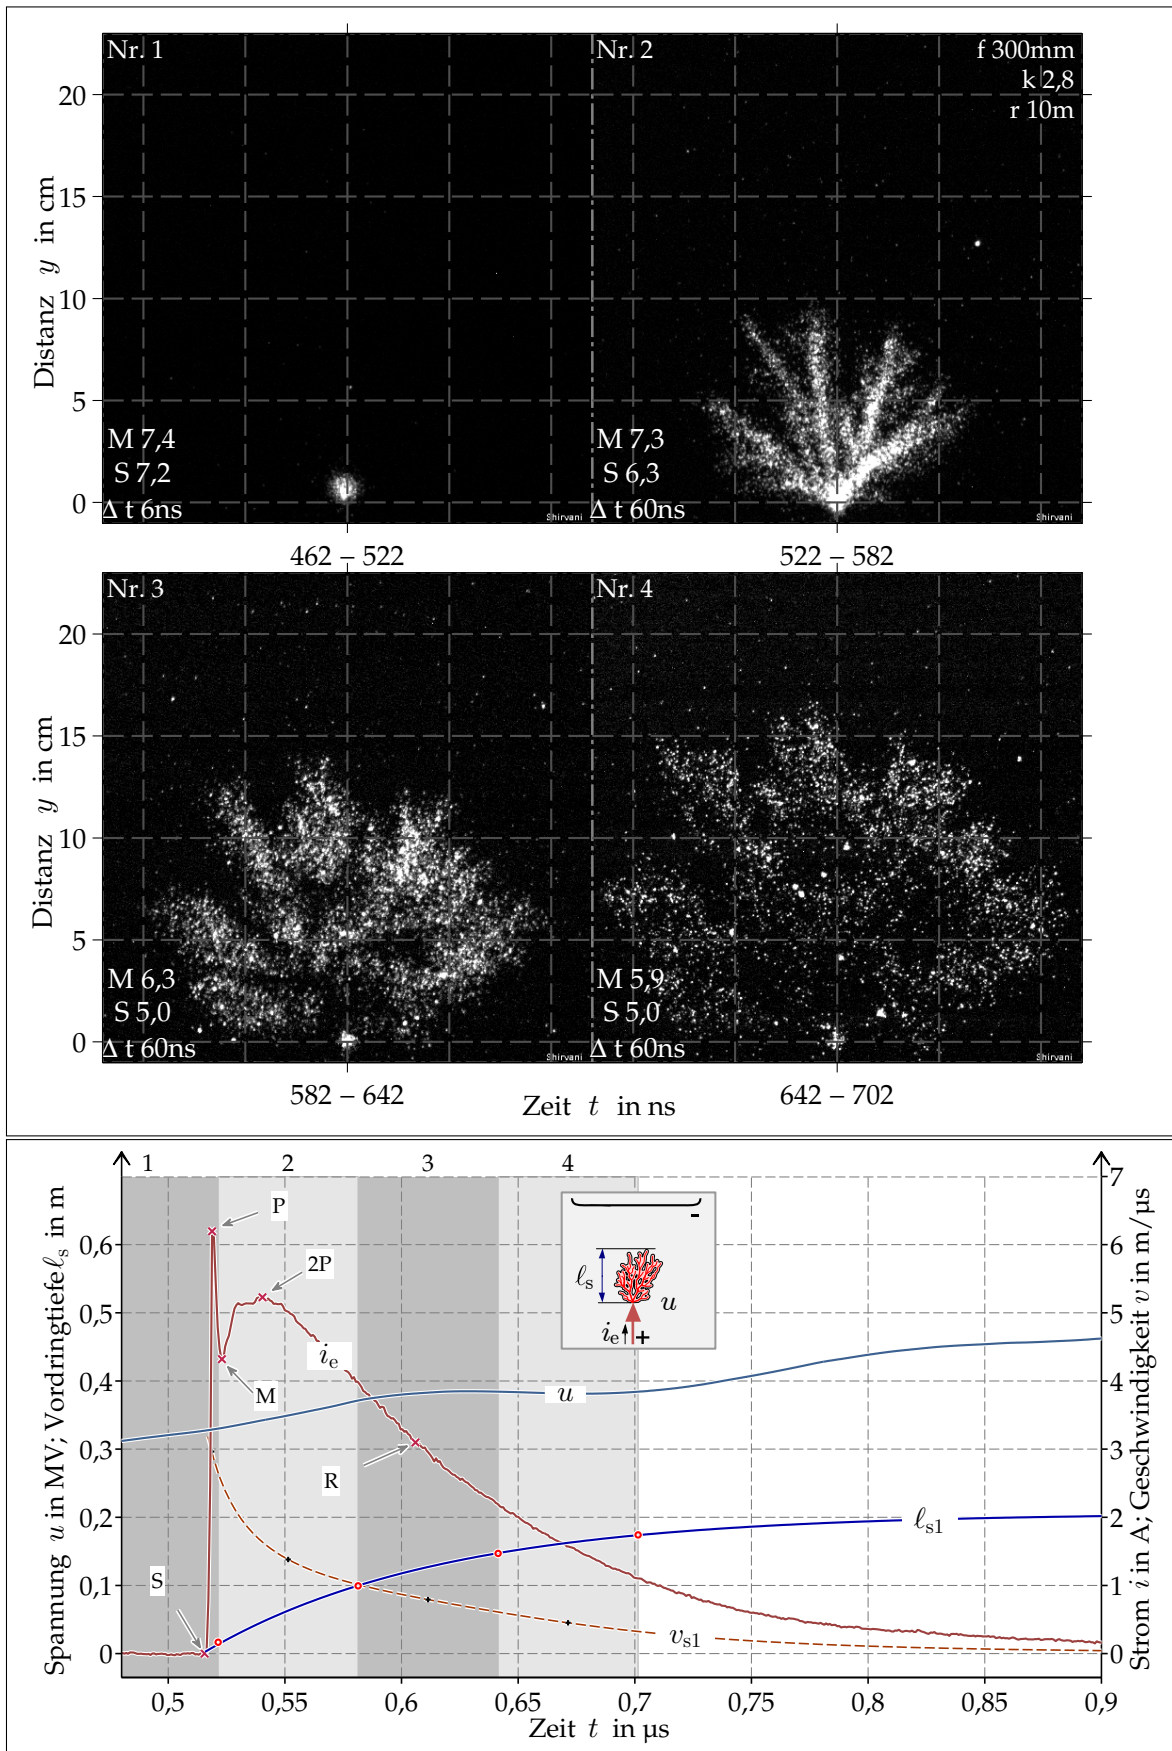 Nr. 1
Nr. 2
f 300mm
k 2,8
r 10m
20
15
10
5
0
Distanz y in cm
M 7,4
S 7,2
Δ t 6ns
Shirvani
M 7,3
S 6,3
Δ t 60ns
Shirvani
462 – 522
522 – 582
Nr. 3
Nr. 4
20
15
10
5
0
Distanz y in cm
M 6,3
S 5,0
Δ t 60ns
Shirvani
M 5,9
S 5,0
Δ t 60ns
Shirvani
582 – 642
Zeit t in ns
642 – 702
1 2 3 4
Spannung u in MV; Vordringtiefe ℓs in m
0,6
0,5
0,4
0,3
0,2
0,1
0
P
2P
M
R
S
ie
u
ℓs1
vs1
-
ℓs
u
ie
+
7
6
5
4
3
2
1
0
Strom i in A; Geschwindigkeit v in m/µs
0,5 0,55 0,6 0,65 0,7 0,75 0,8 0,85 0,9
Zeit t in µs